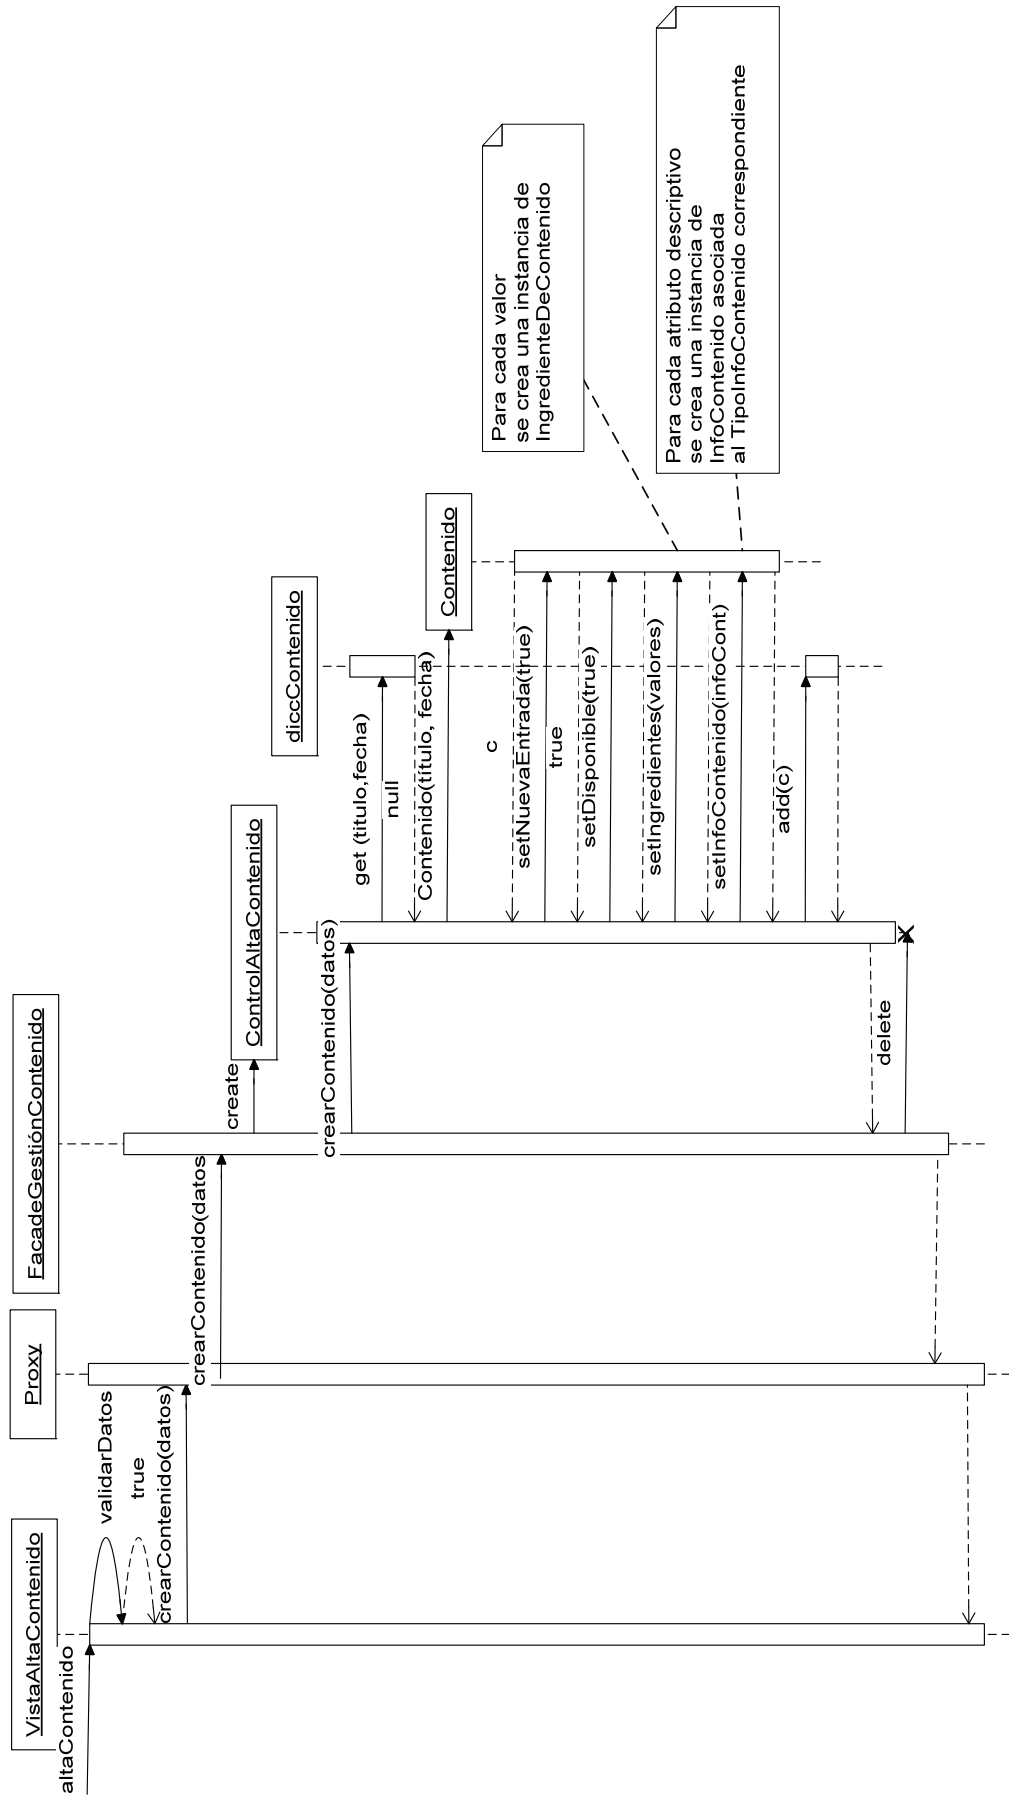 VistaAltaContenido
Proxy
FacadeGestiónContenido
ControlAltaContenido
diccContenido
Contenido
altaContenido
validarDatos
true
crearContenido(datos)
crearContenido(datos
create
crearContenido(datos)
get (titulo,fecha)
null
Contenido(titulo, fecha)
c
setNuevaEntrada(true)
true
setDisponible(true)
setIngredientes(valores)
setInfoContenido(infoCont)
add(c)
delete
Para cada valor
se crea una instancia de
IngredienteDeContenido
Para cada atributo descriptivo
se crea una instancia de
InfoContenido asociada
al TipoInfoContenido correspondiente